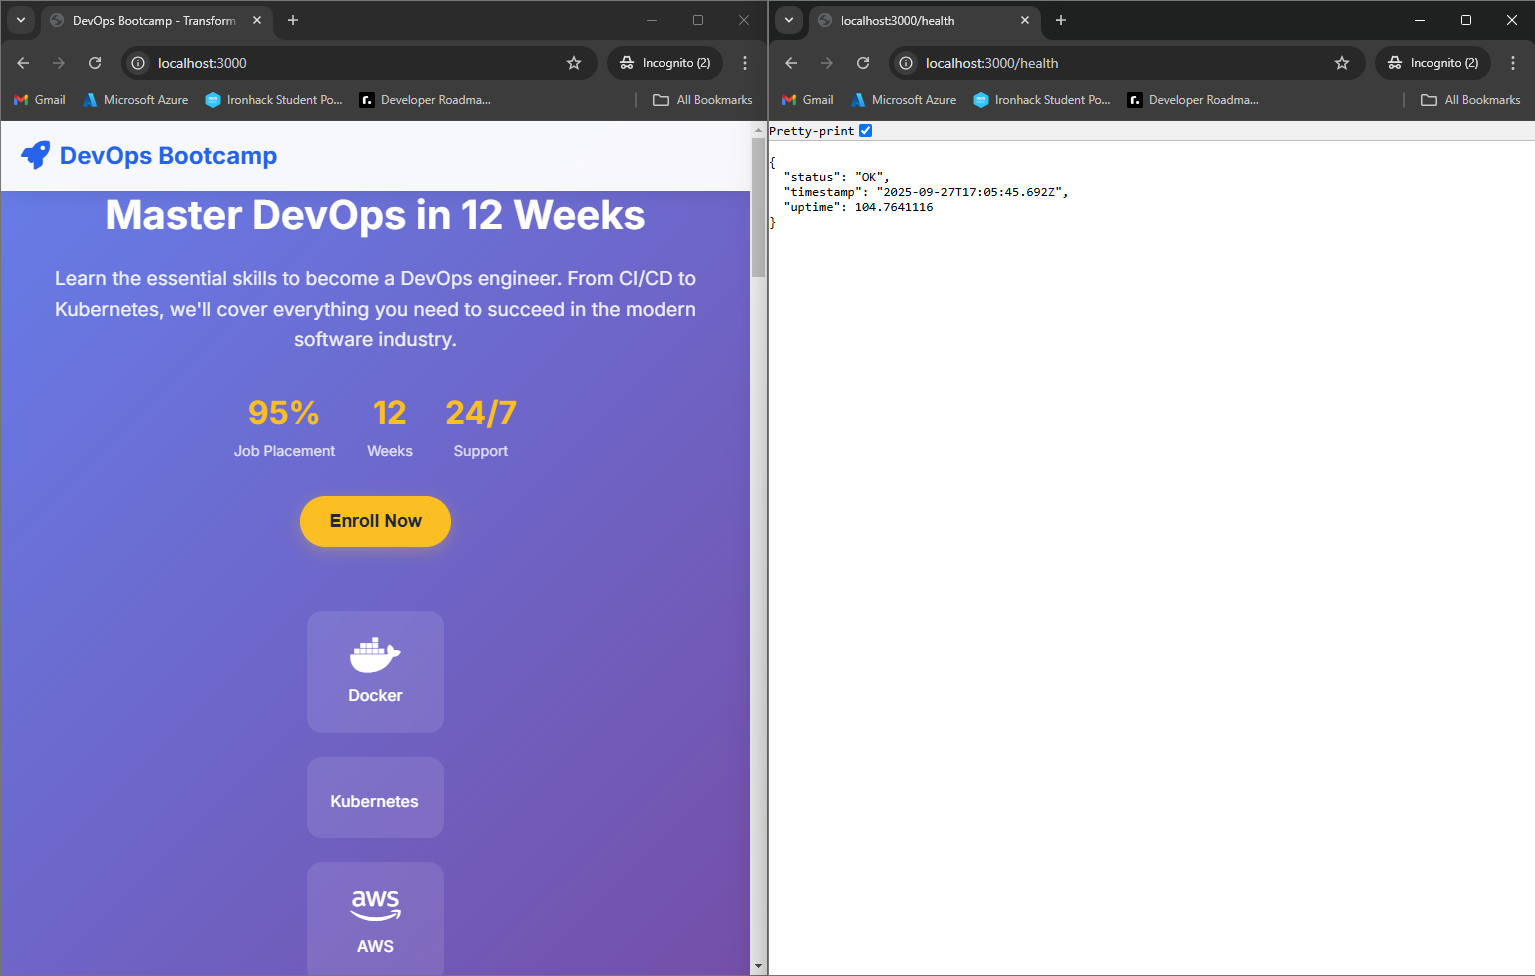 DevOps Bootcamp - Transform
localhost:3000
Incognito (2)
Gmail
Microsoft Azure
Ironhack Student Po...
Developer Roadma...
All Bookmarks
DevOps Bootcamp
Master DevOps in 12 Weeks
Learn the essential skills to become a DevOps engineer. From CI/CD to
Kubernetes, we'll cover everything you need to succeed in the modern
software industry.
95% 12 24/7
Job Placement Weeks Support
Enroll Now
Docker
Kubernetes
aws
AWS
localhost:3000/health
localhost:3000/health
Incognito (2)
Gmail
Microsoft Azure
Ironhack Student Po...
Developer Roadma...
All Bookmarks
Pretty-print
{
"status": "OK",
"timestamp": "2025-09-27T17:05:45.692Z",
"uptime": 104.7641116
}